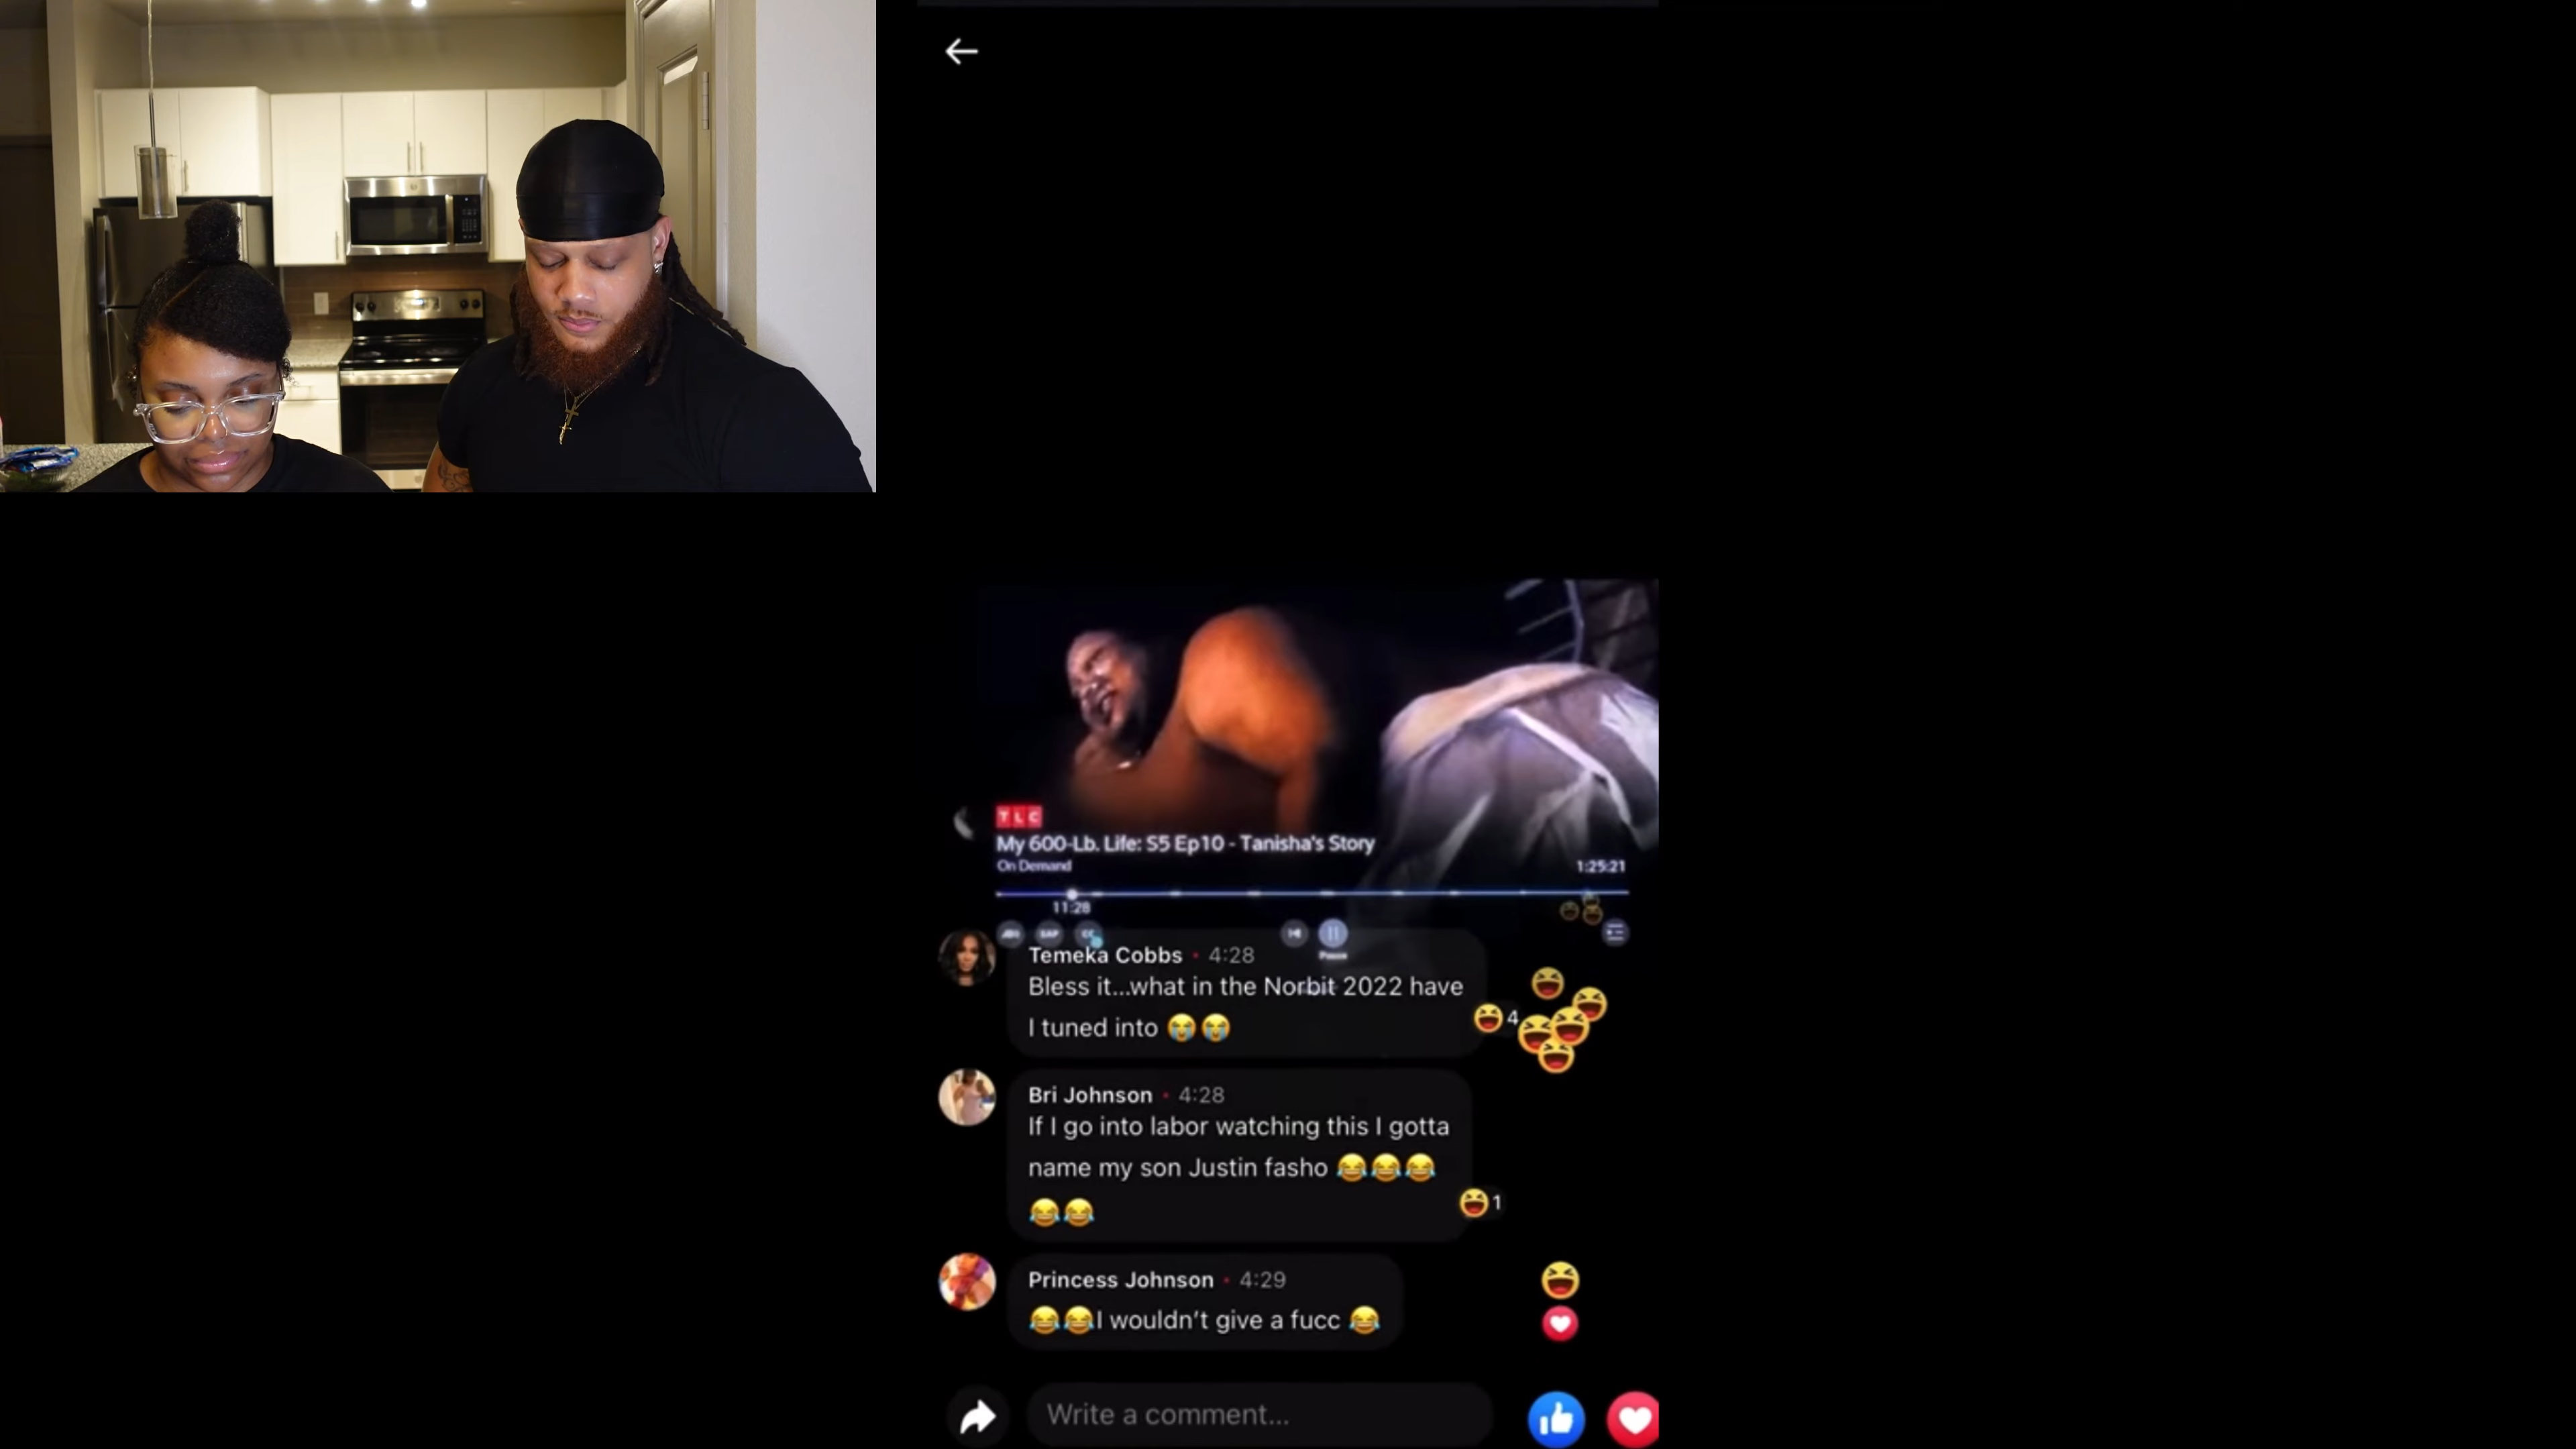 TLC
My 600-Lb. Life: S5 Ep10 - Tanisha's Story
On Demand
1:25:21
11:28
SAP
CC
Pause
Temeka Cobbs • 4:28
Bless it...what in the Norbit 2022 have
I tuned into 😭😭
😆 4
Bri Johnson • 4:28
If I go into labor watching this I gotta
name my son Justin fasho 😂😂😂
😂😂
😆 1
Princess Johnson • 4:29
😂😂I wouldn't give a fucc 😂
Write a comment...